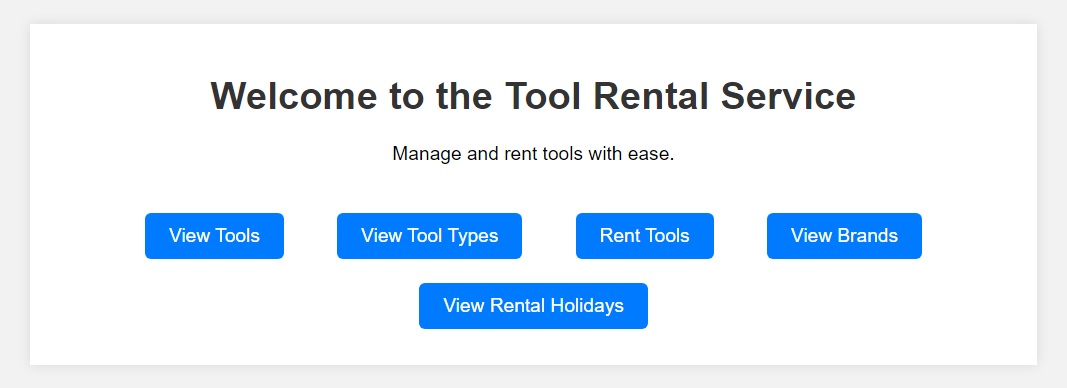 Welcome to the Tool Rental Service
Manage and rent tools with ease.
View Tools
View Tool Types
Rent Tools
View Brands
View Rental Holidays